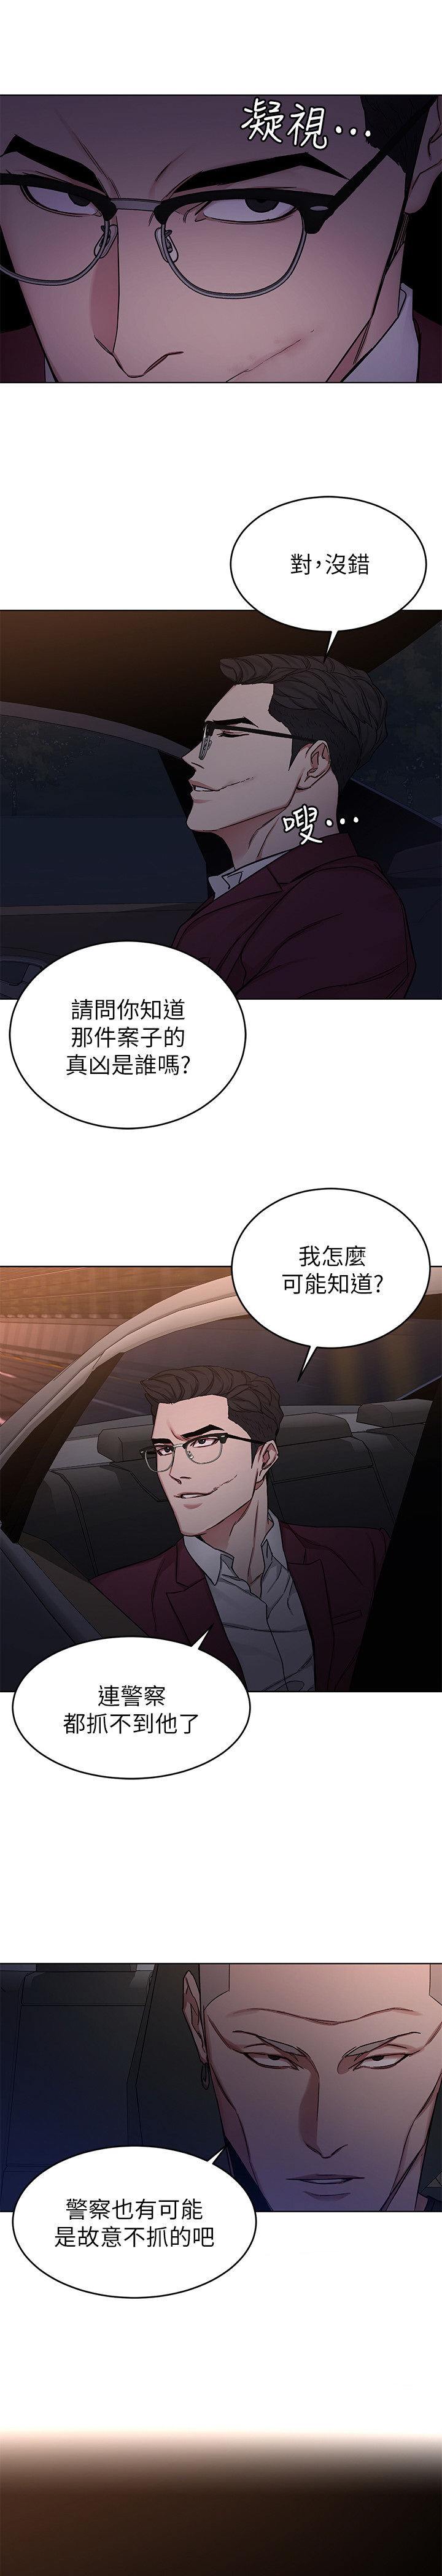 凝視…
對,沒錯
嗖…
請問你知道
那件案子的
真凶是誰嗎?
我怎麼
可能知道?
連警察
都抓不到他了
警察也有可能
是故意不抓的吧